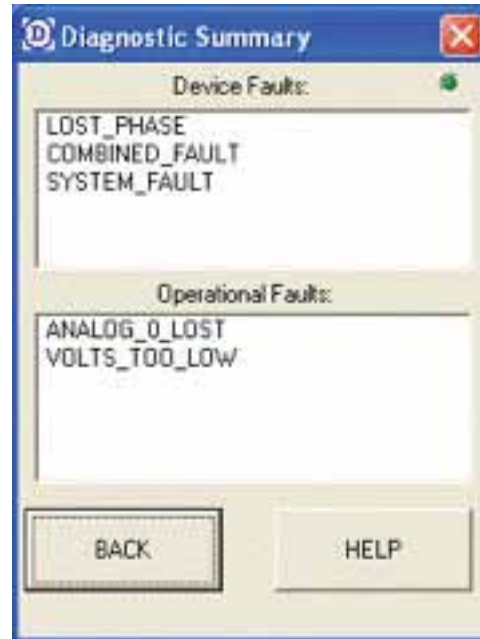 D Diagnostic Summary
Device Faults:
LOST_PHASE
COMBINED_FAULT
SYSTEM_FAULT
Operational Faults:
ANALOG_0_LOST
VOLTS_TOO_LOW
BACK HELP